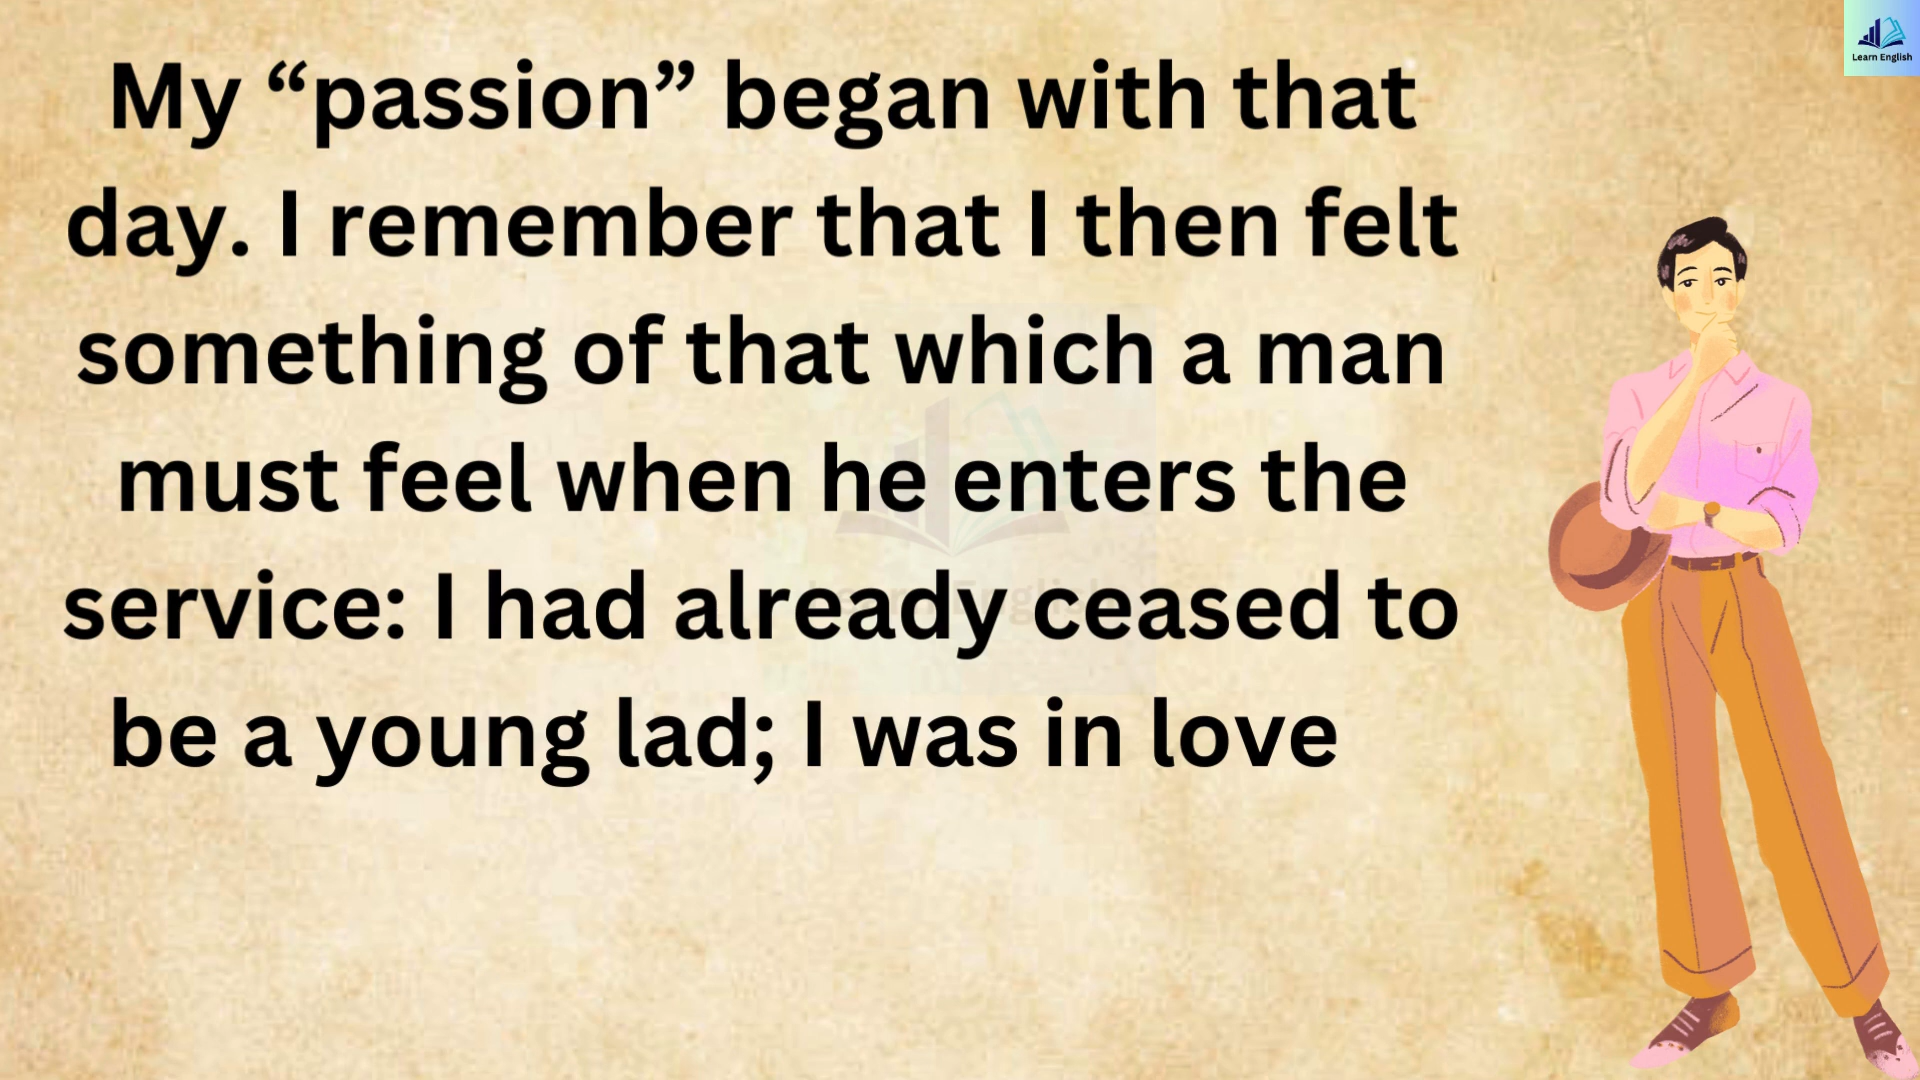 My “passion” began with that
day. I remember that I then felt
something of that which a man
must feel when he enters the
service: I had already ceased to
be a young lad; I was in love
Learn English